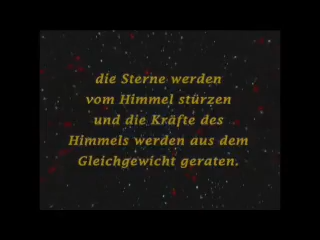 die Sterne werden
vom Himmel stürzen
und die Kräfte des
Himmels werden aus dem
Gleichgewicht geraten.